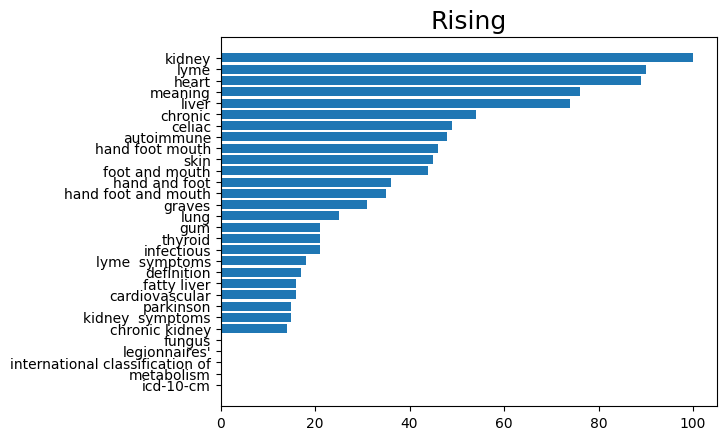 Rising
kidney
lyme
heart
meaning
liver
chronic
celiac
autoimmune
hand foot mouth
skin
foot and mouth
hand and foot
hand foot and mouth
graves
lung
gum
thyroid
infectious
lyme  symptoms
definition
fatty liver
cardiovascular
parkinson
kidney  symptoms
chronic kidney
fungus
legionnaires'
international classification of
metabolism
icd-10-cm
0 20 40 60 80 100